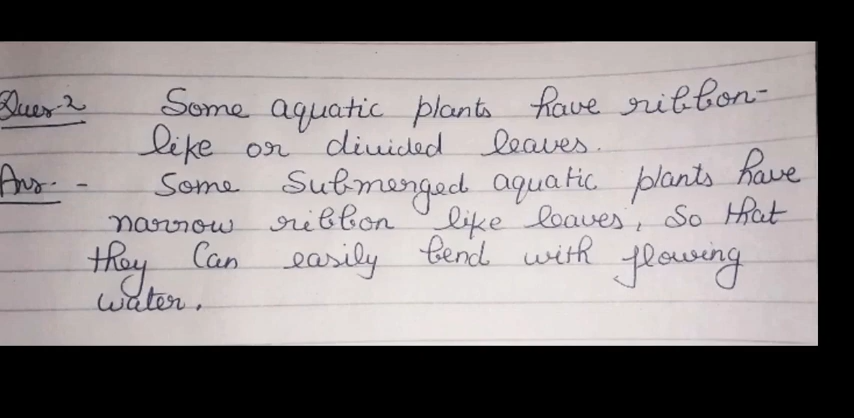 Ques-2 Some aquatic plants have ribbon-
like or divided leaves.
Ans. - Some Submerged aquatic plants have
narrow ribbon like leaves, So that
they Can easily bend with flowing
water.